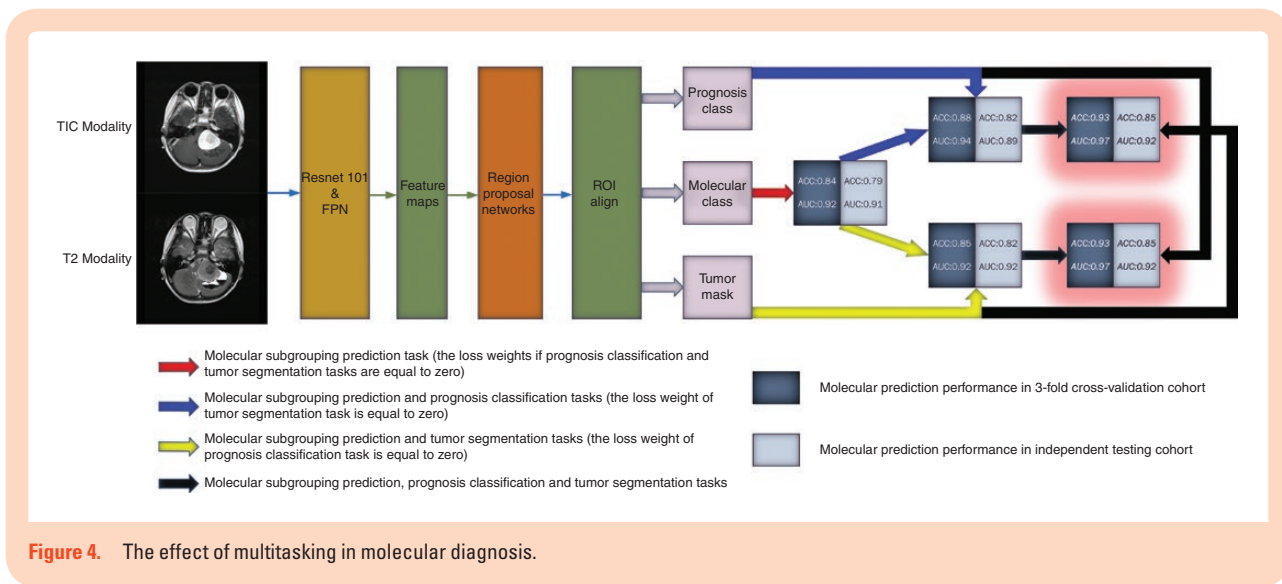 TIC Modality
T2 Modality
Resnet 101
&
FPN
Feature
maps
Region
proposal
networks
ROI
align
Prognosis
class
Molecular
class
Tumor
mask
ACC:0.84 ACC:0.79
AUC:0.92 AUC:0.91
ACC:0.88 ACC:0.82
AUC:0.94 AUC:0.89
ACC:0.93 ACC:0.85
AUC:0.97 AUC:0.92
ACC:0.85 ACC:0.82
AUC:0.92 AUC:0.92
ACC:0.93 ACC:0.85
AUC:0.97 AUC:0.92
Molecular subgrouping prediction task (the loss weights if prognosis classification and
tumor segmentation tasks are equal to zero)
Molecular subgrouping prediction and prognosis classification tasks (the loss weight of
tumor segmentation task is equal to zero)
Molecular subgrouping prediction and tumor segmentation tasks (the loss weight of
prognosis classification task is equal to zero)
Molecular subgrouping prediction, prognosis classification and tumor segmentation tasks
Molecular prediction performance in 3-fold cross-validation cohort
Molecular prediction performance in independent testing cohort
Figure 4. The effect of multitasking in molecular diagnosis.